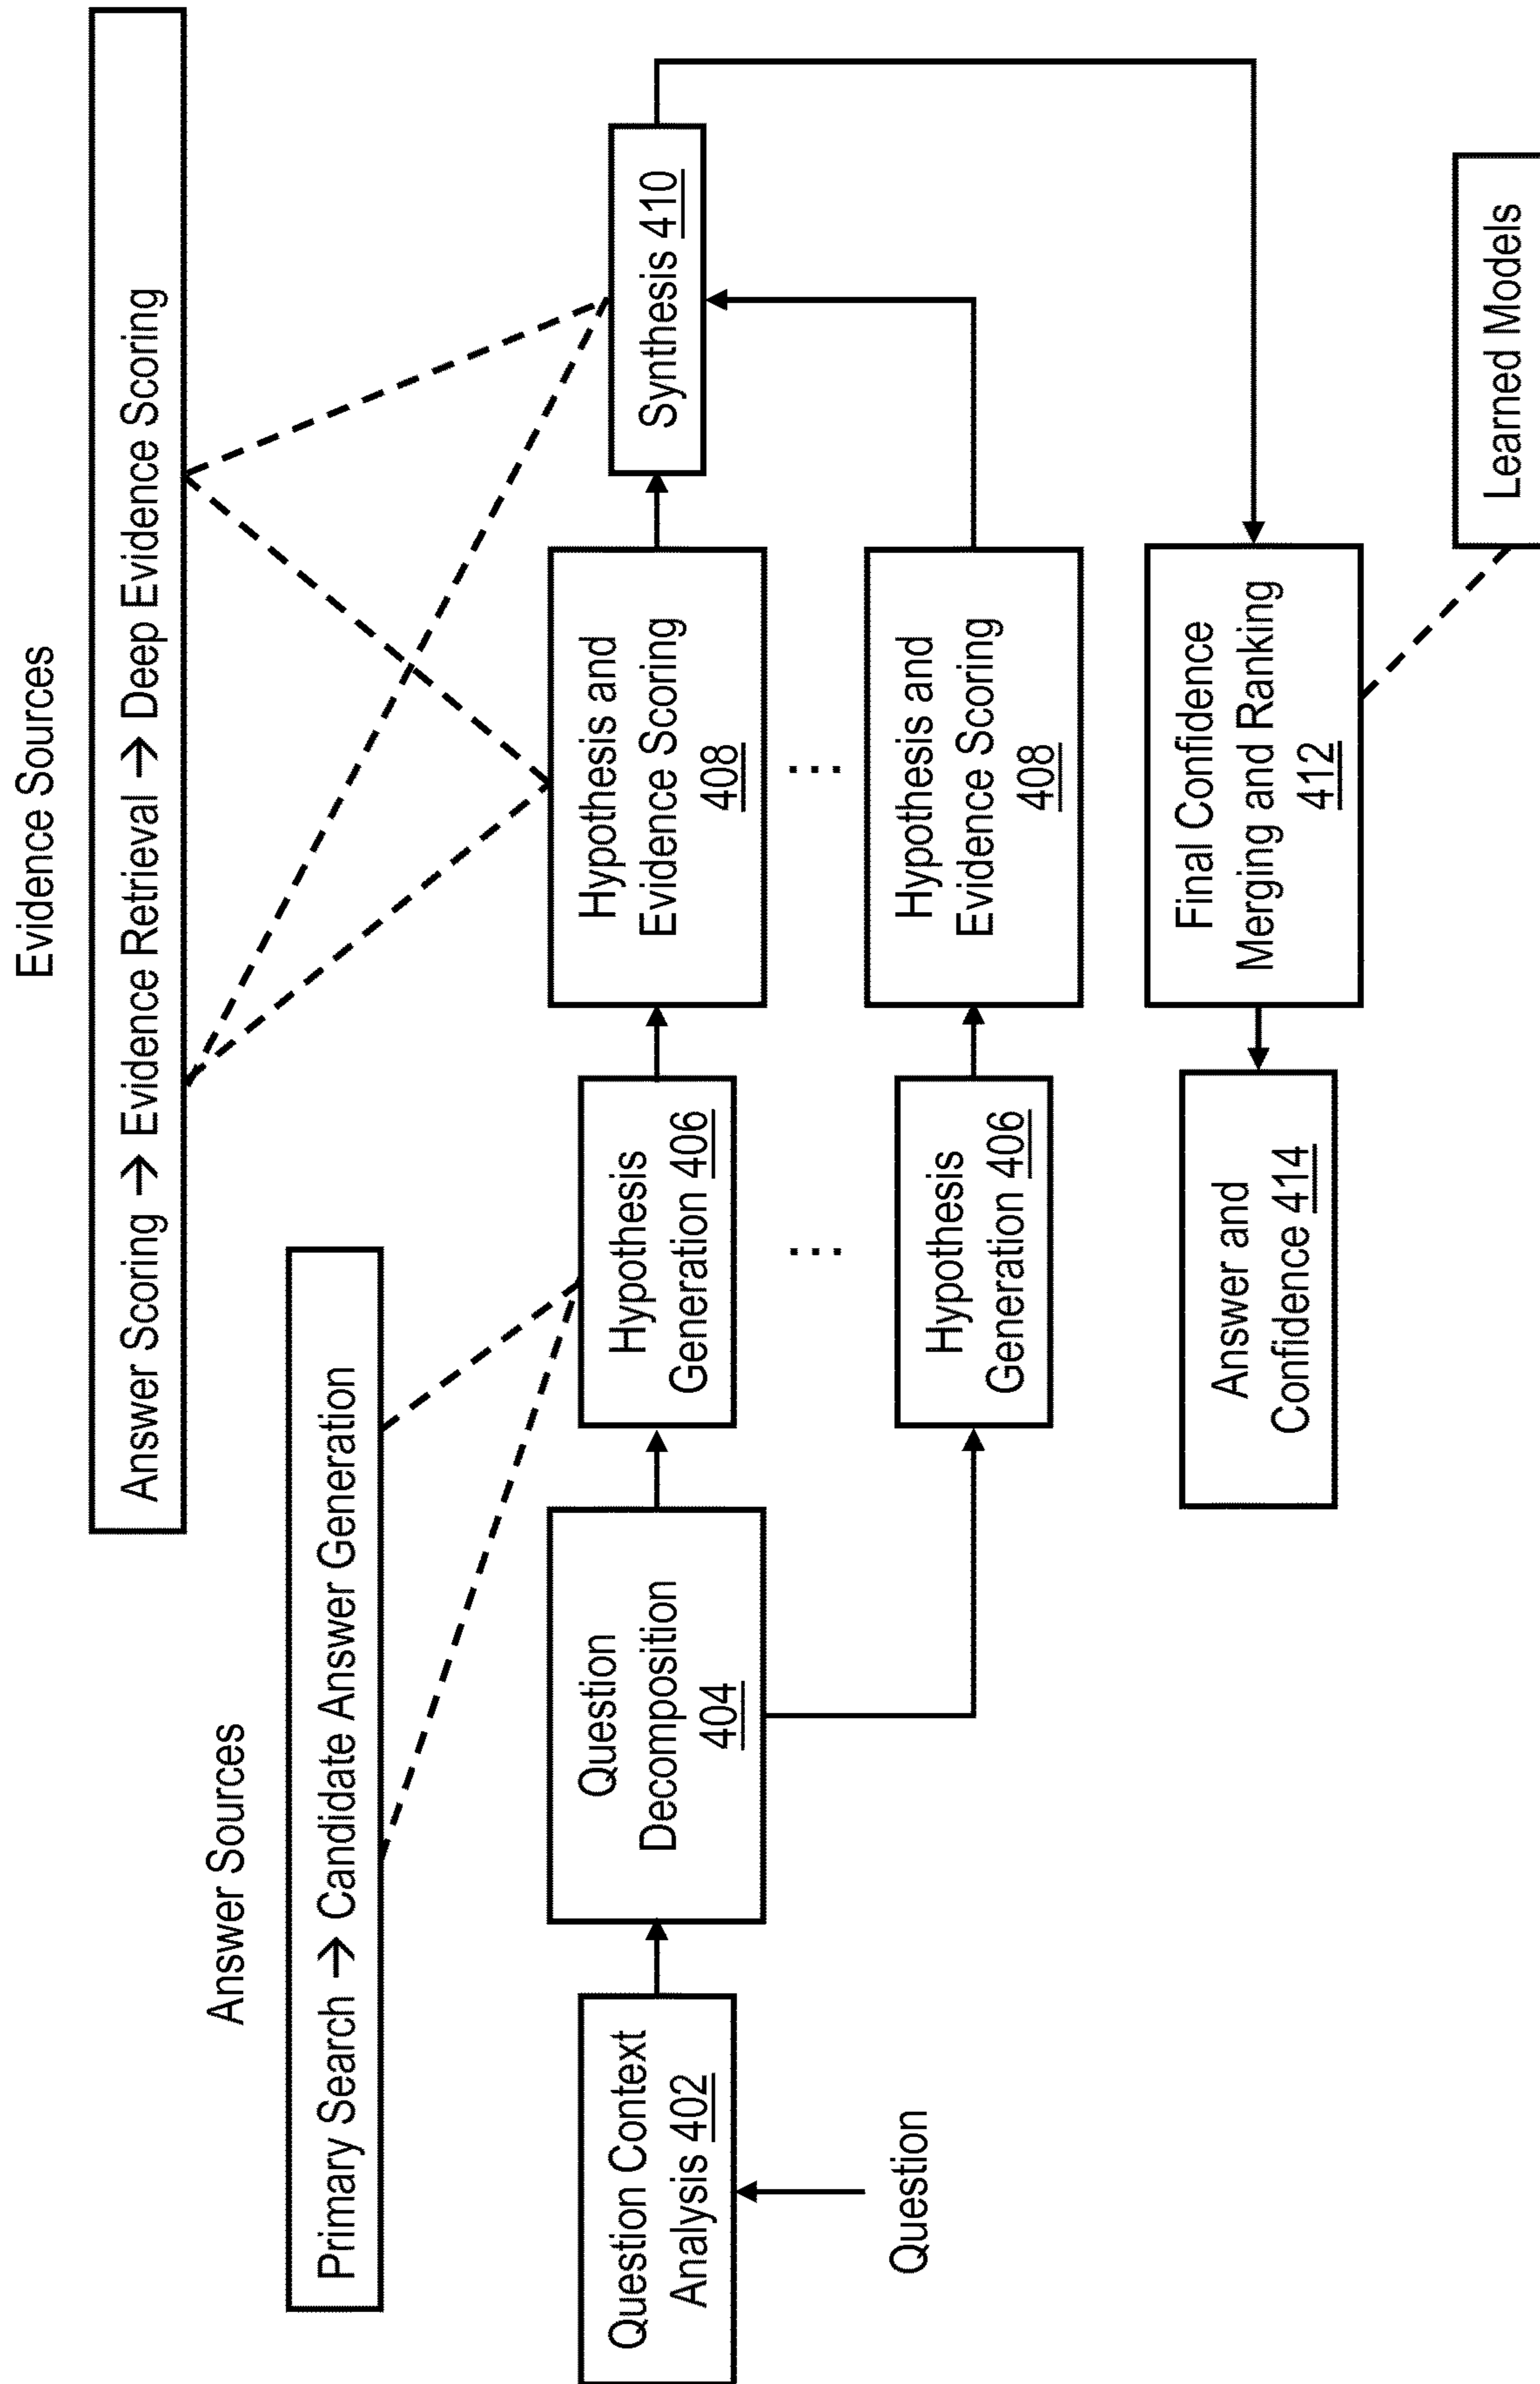 Evidence Sources
Answer Scoring → Evidence Retrieval → Deep Evidence Scoring
Answer Sources
Primary Search → Candidate Answer Generation
Question Context
Analysis 402
Question
Decomposition
404
Hypothesis
Generation 406
Hypothesis and
Evidence Scoring
408
Synthesis 410
...
...
Question
Hypothesis
Generation 406
Hypothesis and
Evidence Scoring
408
Answer and
Confidence 414
Final Confidence
Merging and Ranking
412
Learned Models